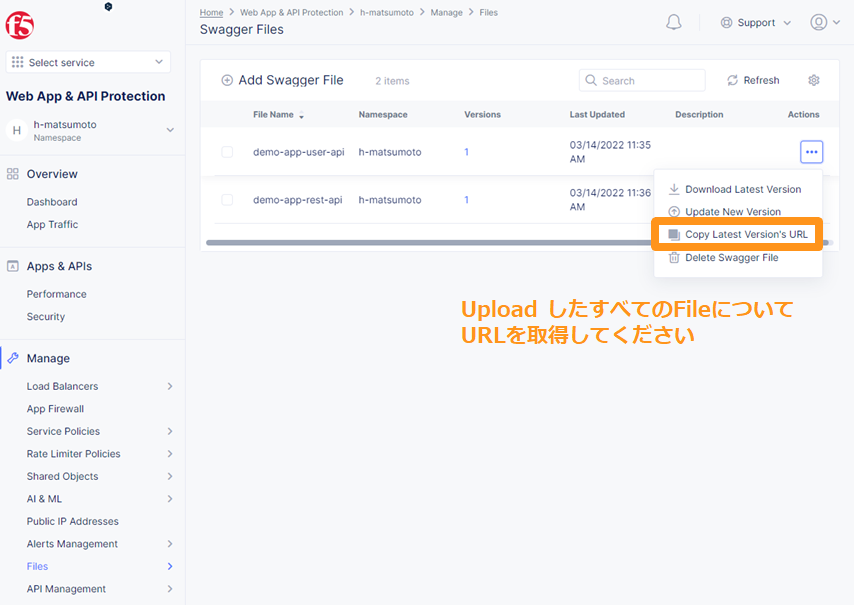 f5
Home > Web App & API Protection > h-matsumoto > Manage > Files
Swagger Files
Support
Select service
Web App & API Protection
H
h-matsumoto
Namespace
Overview
Dashboard
App Traffic
Apps & APIs
Performance
Security
Manage
Load Balancers
App Firewall
Service Policies
Rate Limiter Policies
Shared Objects
AI & ML
Public IP Addresses
Alerts Management
Files
API Management
Add Swagger File
2 items
Search
Refresh
File Name Namespace Versions Last Updated Description Actions
demo-app-user-api h-matsumoto 1 03/14/2022 11:35
AM
demo-app-rest-api h-matsumoto 1 03/14/2022 11:36
AM
Download Latest Version
Update New Version
Copy Latest Version's URL
Delete Swagger File
Upload したすべてのFileについて
URLを取得してください